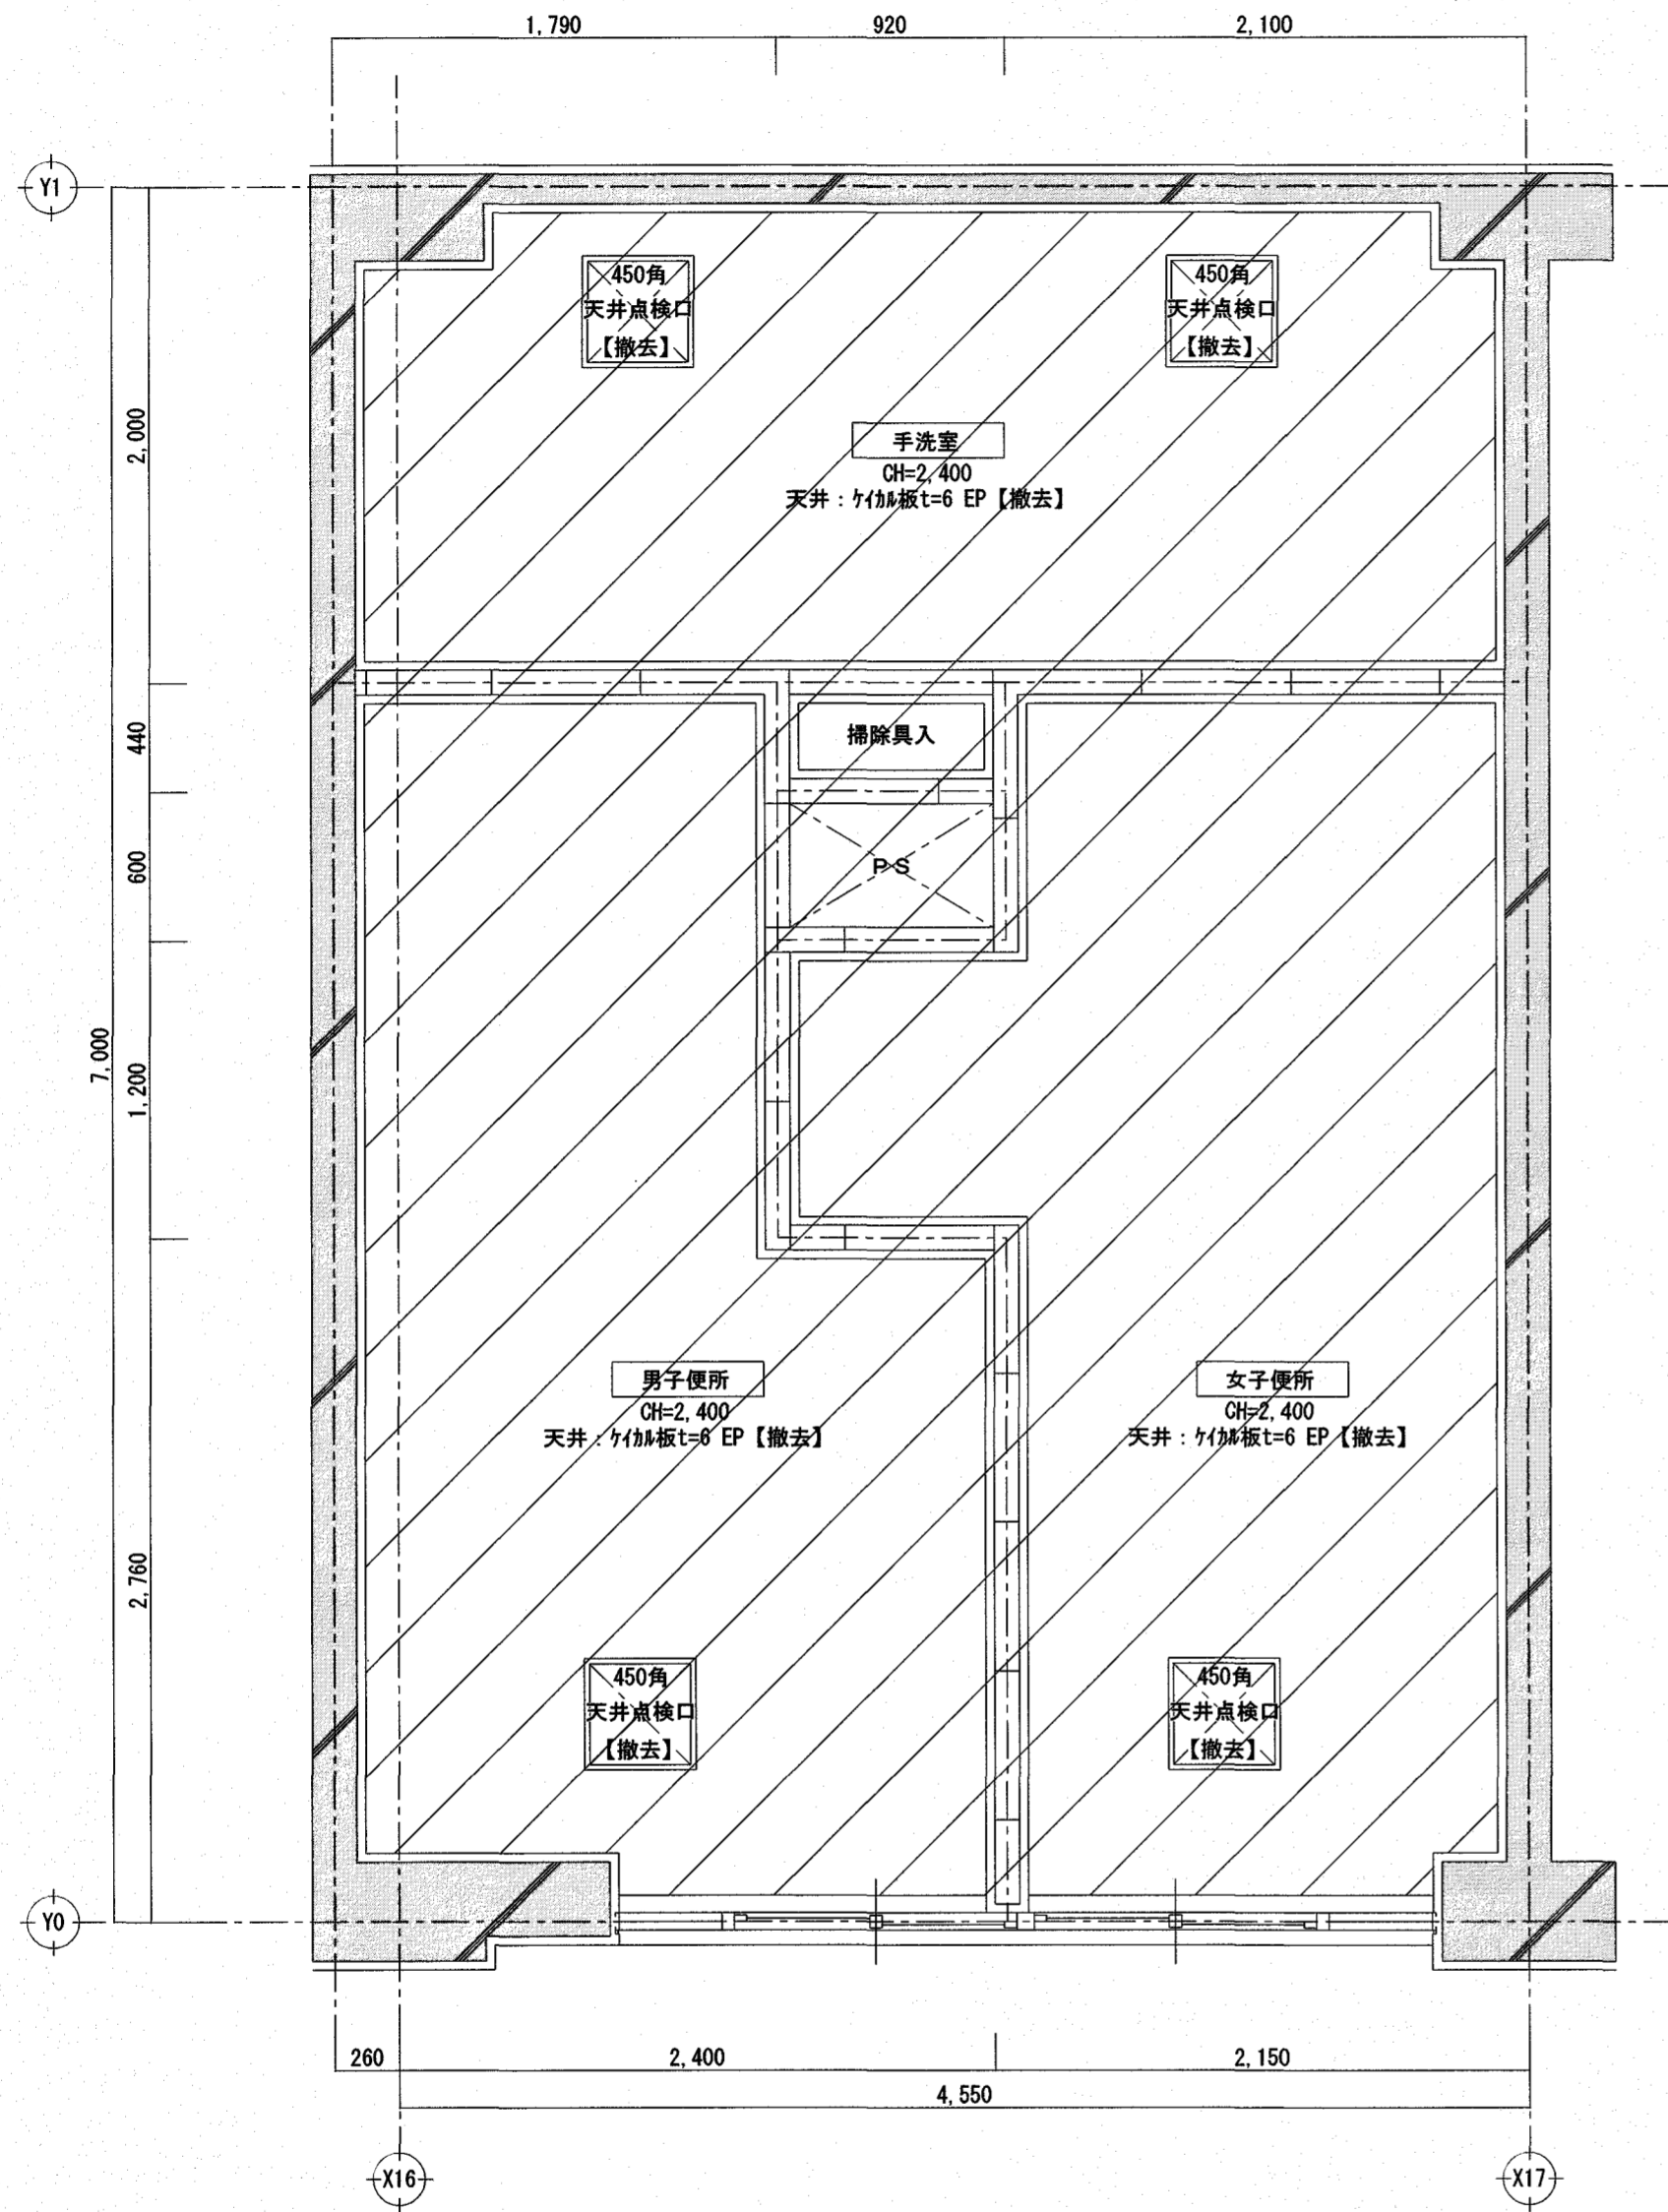 1,790
920
2,100
Y1
450角
天井点検口
【撤去】
450角
天井点検口
【撤去】
2,000
手洗室
CH=2,400
天井：ｹｲｶﾙ板t=6 EP【撤去】
440
掃除具入
600
PS
7,000
1,200
男子便所
CH=2,400
天井：ｹｲｶﾙ板t=6 EP【撤去】
女子便所
CH=2,400
天井：ｹｲｶﾙ板t=6 EP【撤去】
2,760
450角
天井点検口
【撤去】
450角
天井点検口
【撤去】
Y0
260
2,400
2,150
4,550
X16
X17